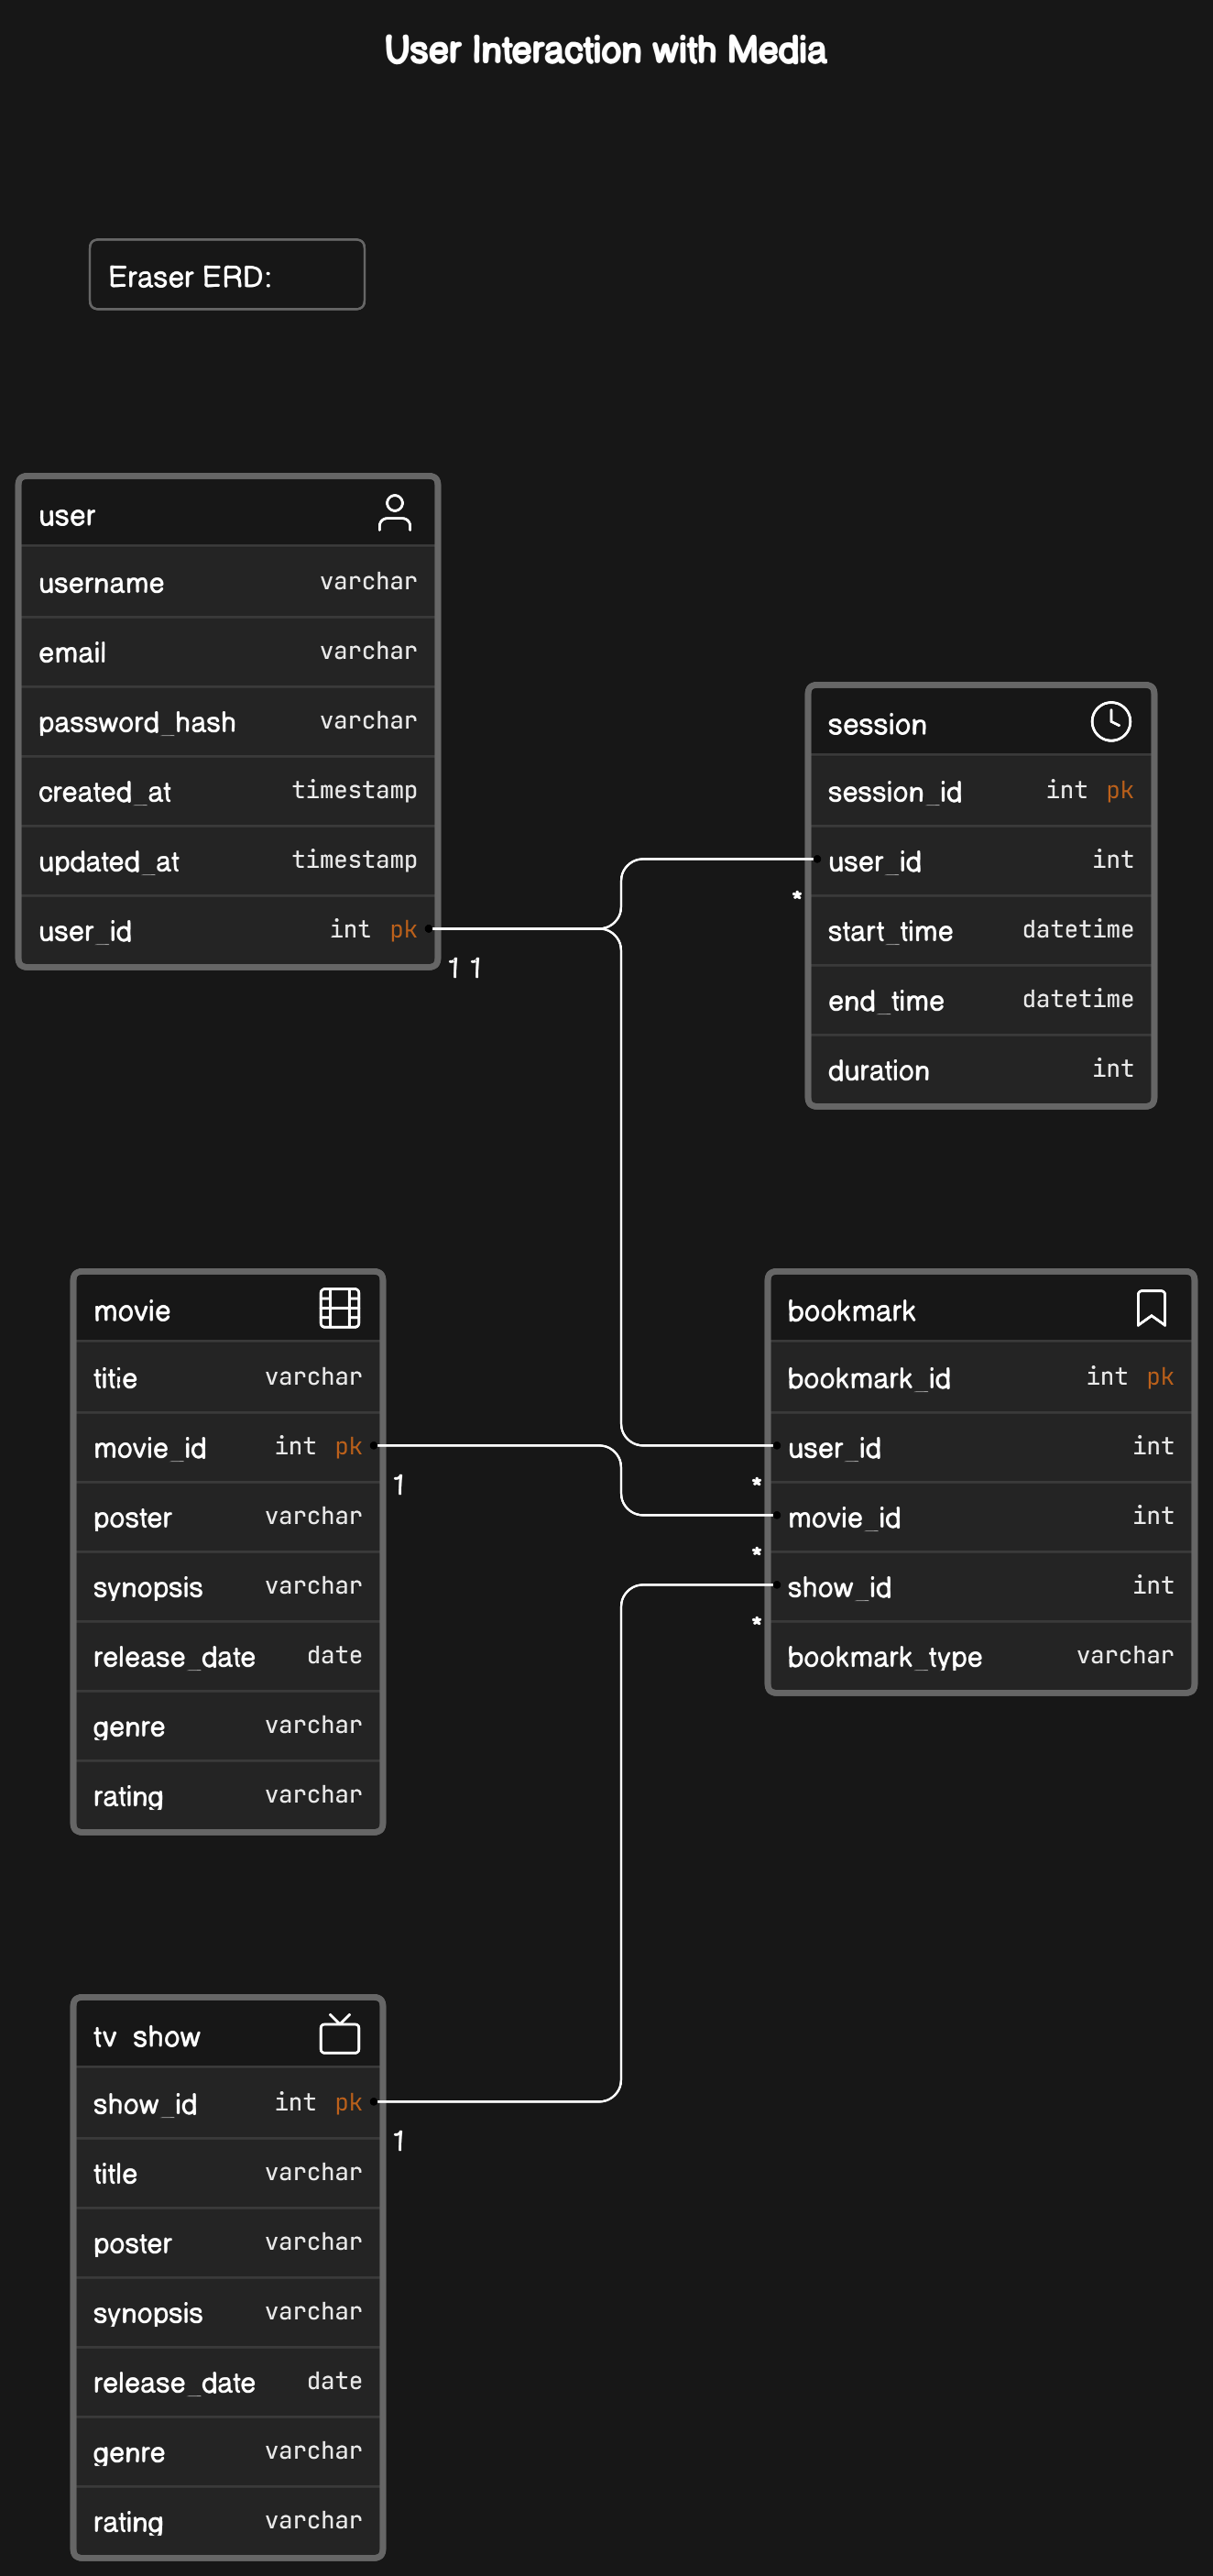 User Interaction with Media
Eraser ERD:
user
username varchar
email varchar
password_hash varchar
created_at timestamp
updated_at timestamp
user_id int pk
1 1
session
session_id int pk
user_id int
*
start_time datetime
end_time datetime
duration int
movie
title varchar
movie_id int pk
1
poster varchar
synopsis varchar
release_date date
genre varchar
rating varchar
bookmark
bookmark_id int pk
user_id int
*
movie_id int
*
show_id int
*
bookmark_type varchar
tv show
show_id int pk
1
title varchar
poster varchar
synopsis varchar
release_date date
genre varchar
rating varchar